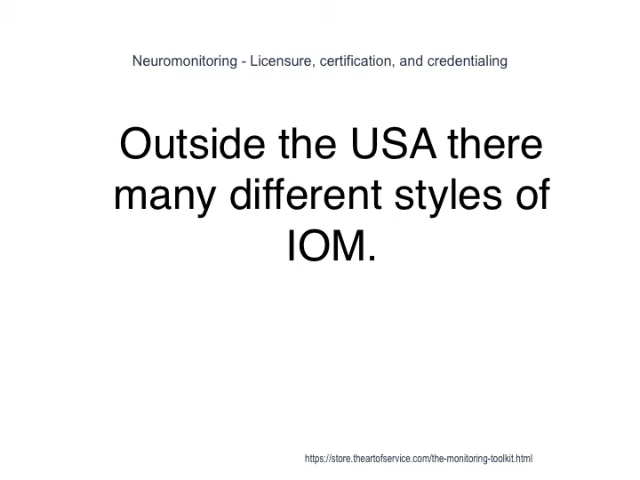 Neuromonitoring - Licensure, certification, and credentialing
Outside the USA there
many different styles of
IOM.
https://store.theartofservice.com/the-monitoring-toolkit.html